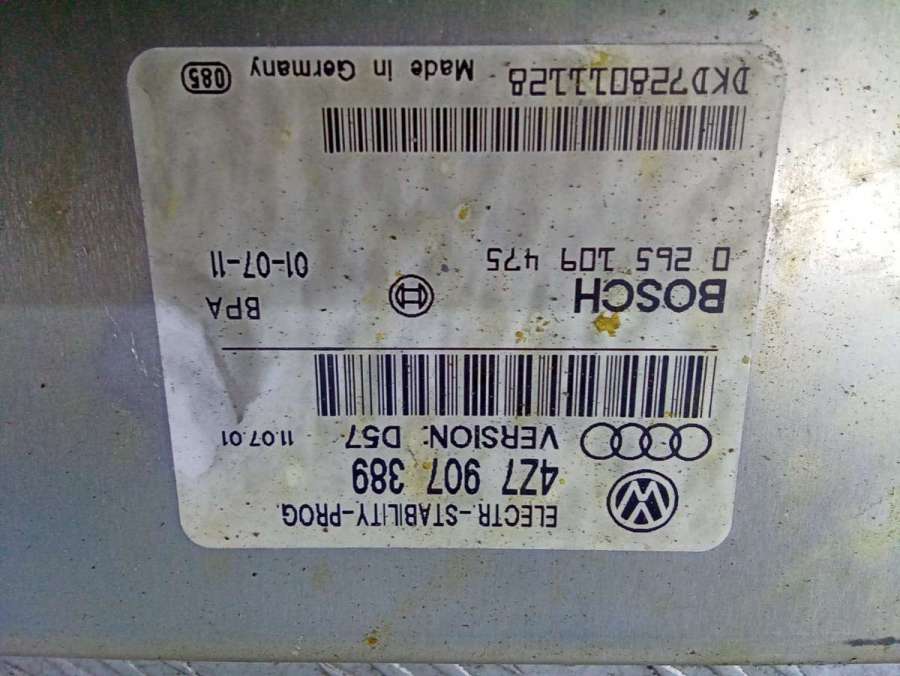 ELECTR.-STABILITY-PROG.
4Z7 907 389
VERSION: D57 11.07.01
BOSCH BPA
0 265 109 475 01-07-11
DKD728011128 Made in Germany 085